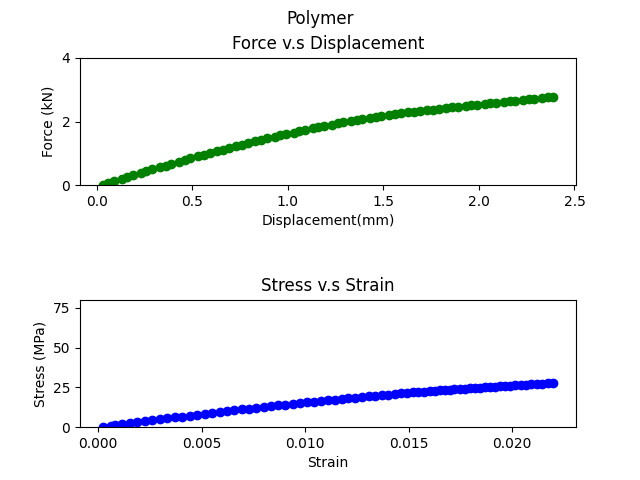 Polymer
Force v.s Displacement
4
2
0
Force (kN)
0.0 0.5 1.0 1.5 2.0 2.5
Displacement(mm)
Stress v.s Strain
75
50
25
0
Stress (MPa)
0.000 0.005 0.010 0.015 0.020
Strain